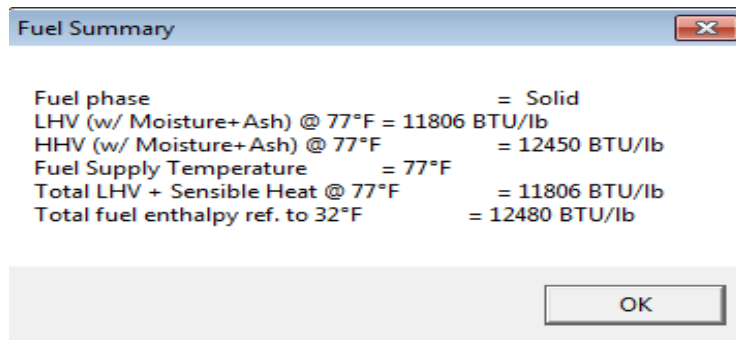 Fuel Summary
Fuel phase = Solid
LHV (w/ Moisture+Ash) @ 77°F = 11806 BTU/lb
HHV (w/ Moisture+Ash) @ 77°F = 12450 BTU/lb
Fuel Supply Temperature = 77°F
Total LHV + Sensible Heat @ 77°F = 11806 BTU/lb
Total fuel enthalpy ref. to 32°F = 12480 BTU/lb
OK